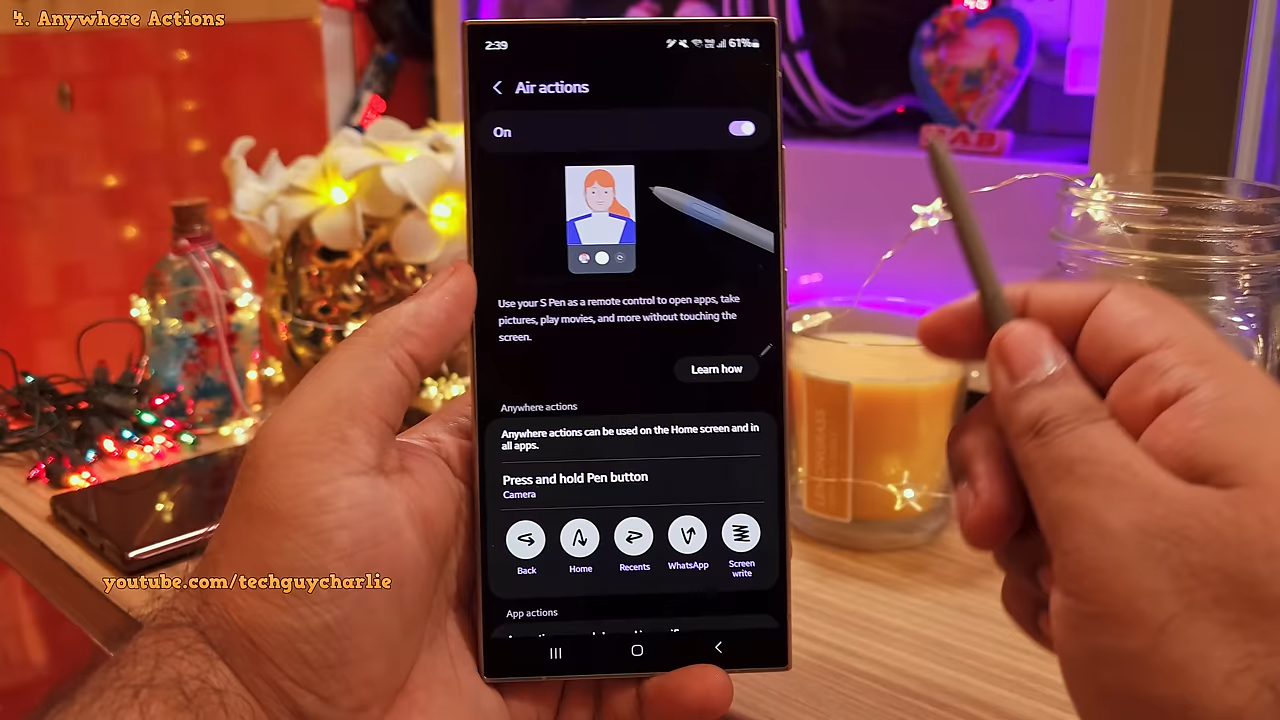 4. Anywhere Actions
2:39
61%
Air actions
On
Use your S Pen as a remote control to open apps, take
pictures, play movies, and more without touching the
screen.
Learn how
Anywhere actions
Anywhere actions can be used on the Home screen and in
all apps.
Press and hold Pen button
Camera
Back
Home
Recents
WhatsApp
Screen
write
App actions
youtube.com/techguycharlie